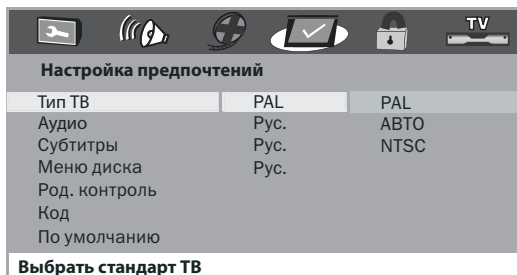 TV
Настройка предпочтений
Тип ТВ PAL PAL
Аудио Рус. АВТО
Субтитры Рус. NTSC
Меню диска Рус.
Род. контроль
Код
По умолчанию
Выбрать стандарт ТВ